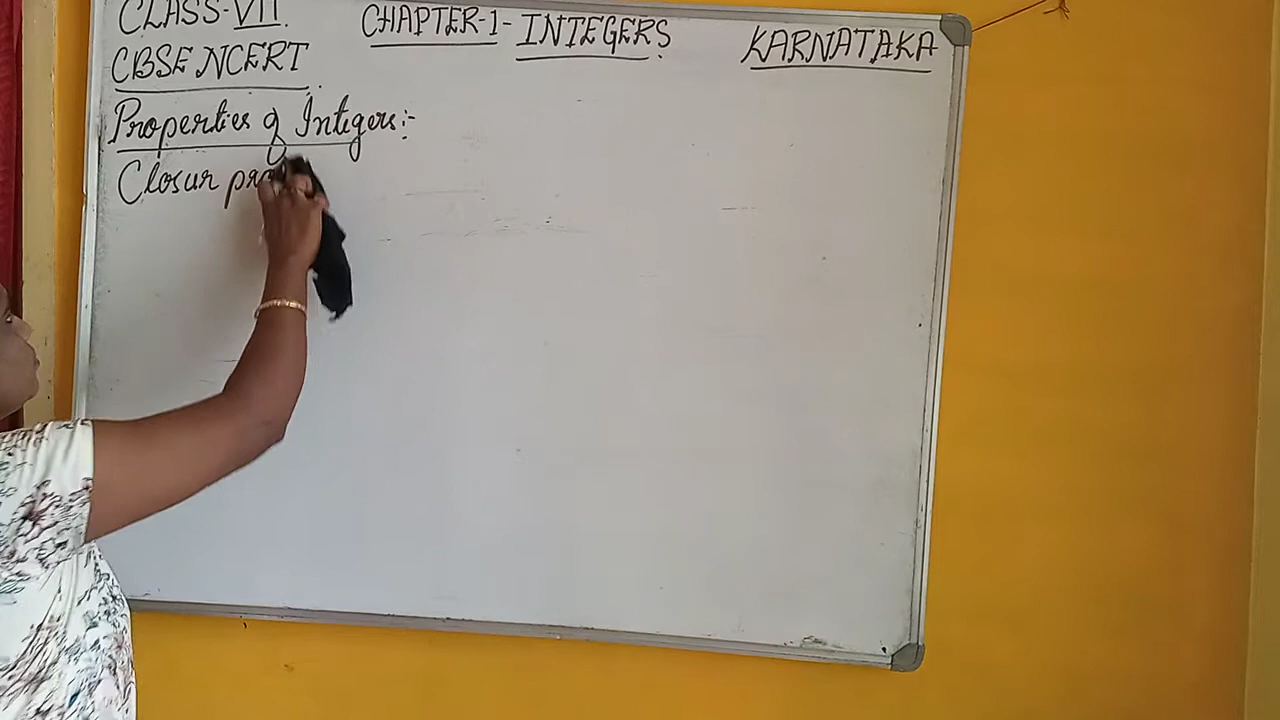 CLASS-VII
CHAPTER-1- INTEGERS
KARNATAKA
CBSE NCERT
Properties of Integers:-
Closur